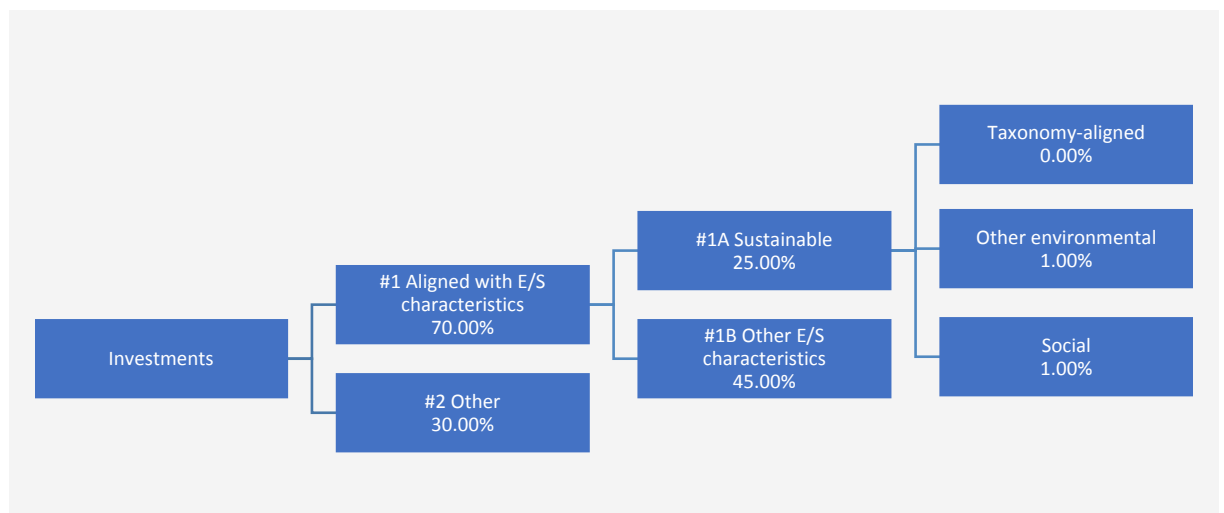 Investments
#1 Aligned with E/S
characteristics
70.00%
#2 Other
30.00%
#1A Sustainable
25.00%
#1B Other E/S
characteristics
45.00%
Taxonomy-aligned
0.00%
Other environmental
1.00%
Social
1.00%